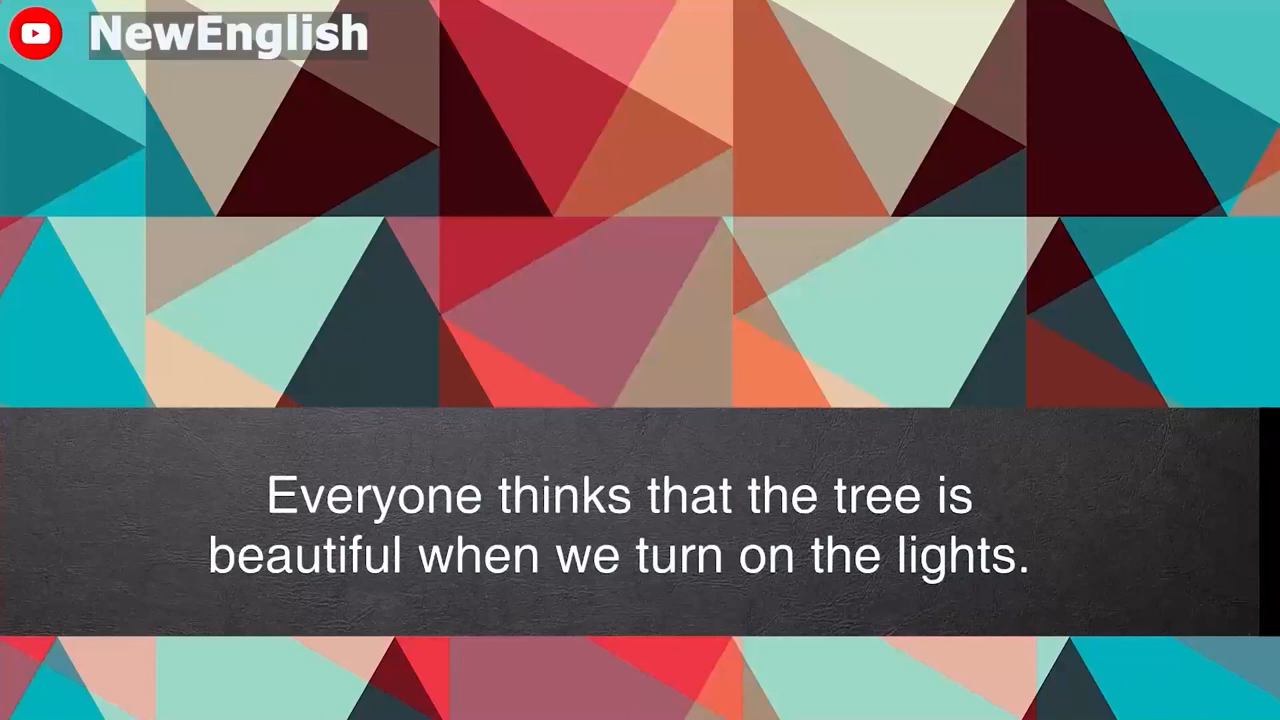 NewEnglish
Everyone thinks that the tree is
beautiful when we turn on the lights.